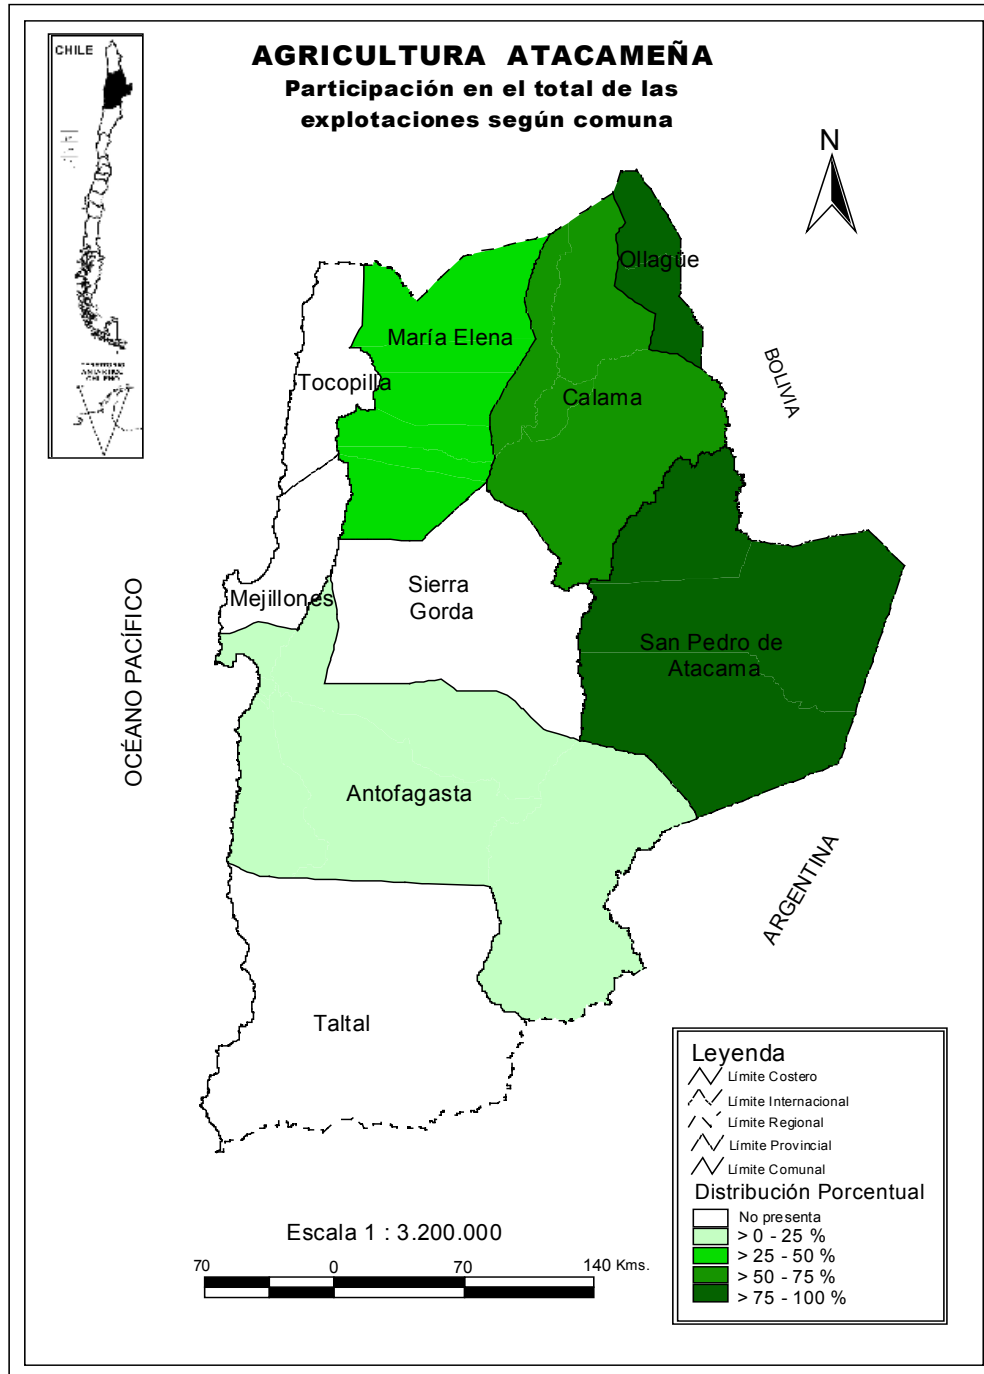 AGRICULTURA ATACAMEÑA
Participación en el total de las
explotaciones según comuna
CHILE
N
Ollagüe
María Elena
Tocopilla
Calama
BOLIVIA
Mejillones
Sierra
Gorda
San Pedro de
Atacama
OCÉANO PACÍFICO
Antofagasta
ARGENTINA
Taltal
Leyenda
Límite Costero
Límite Internacional
Límite Regional
Límite Provincial
Límite Comunal
Distribución Porcentual
No presenta
> 0 - 25 %
> 25 - 50 %
> 50 - 75 %
> 75 - 100 %
Escala 1 : 3.200.000
70 0 70 140 Kms.